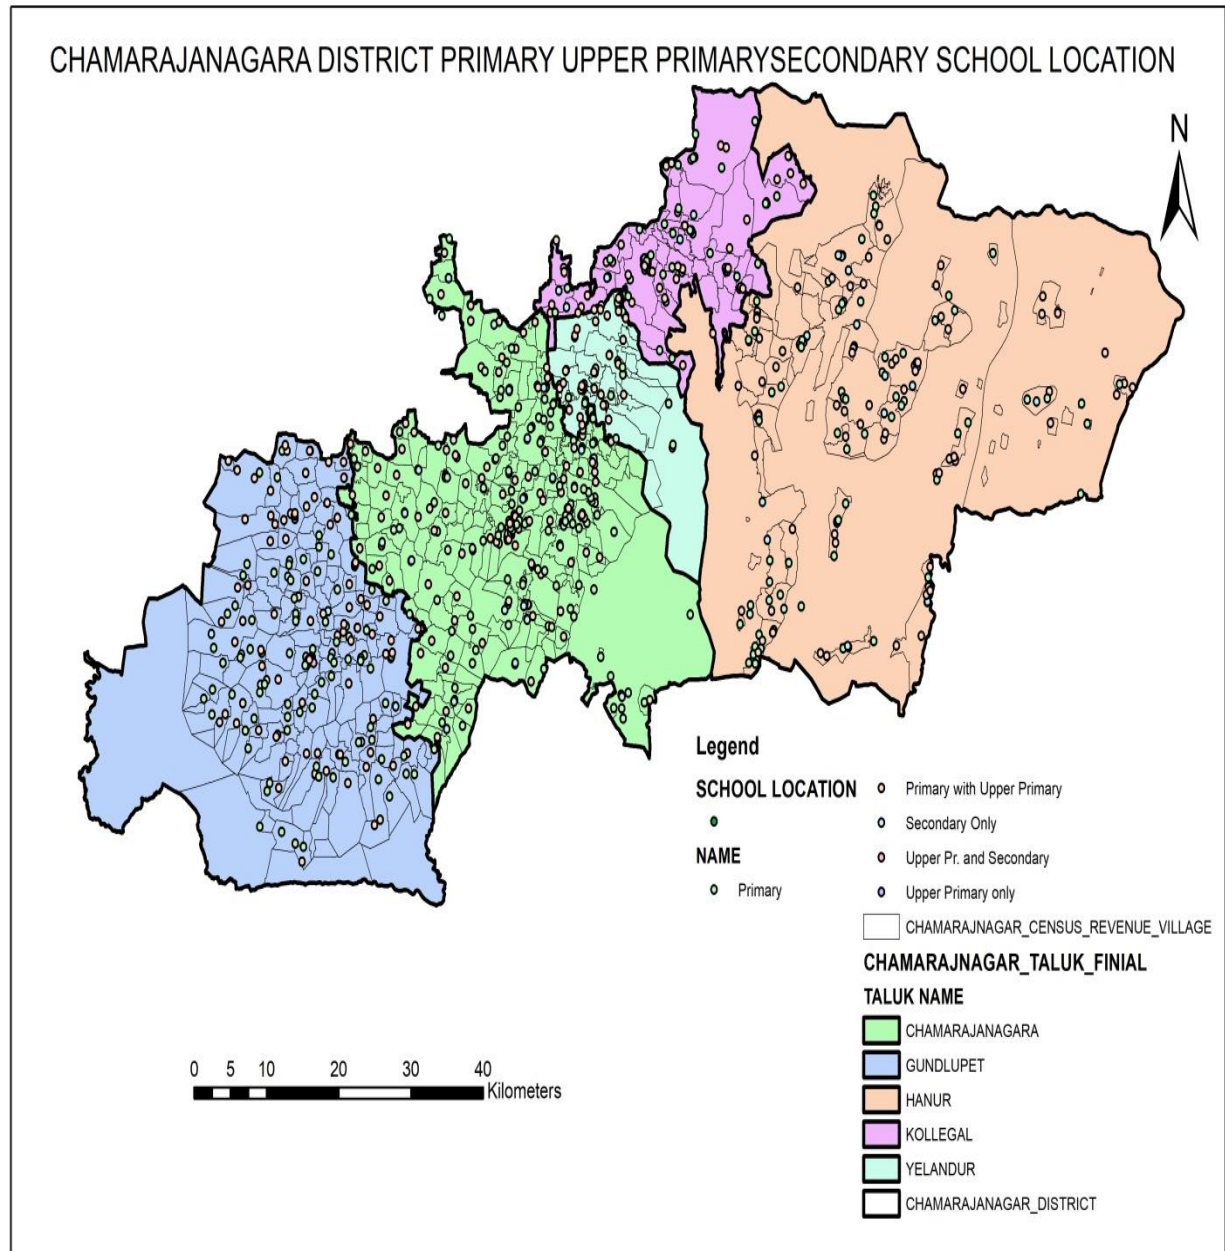 CHAMARAJANAGARA DISTRICT PRIMARY UPPER PRIMARYSECONDARY SCHOOL LOCATION
N
Legend
SCHOOL LOCATION
NAME
Primary
Primary with Upper Primary
Secondary Only
Upper Pr. and Secondary
Upper Primary only
CHAMARAJNAGAR_CENSUS_REVENUE_VILLAGE
CHAMARAJNAGAR_TALUK_FINIAL
TALUK NAME
CHAMARAJANAGARA
GUNDLUPET
HANUR
KOLLEGAL
YELANDUR
CHAMARAJANAGAR_DISTRICT
0 5 10 20 30 40
Kilometers